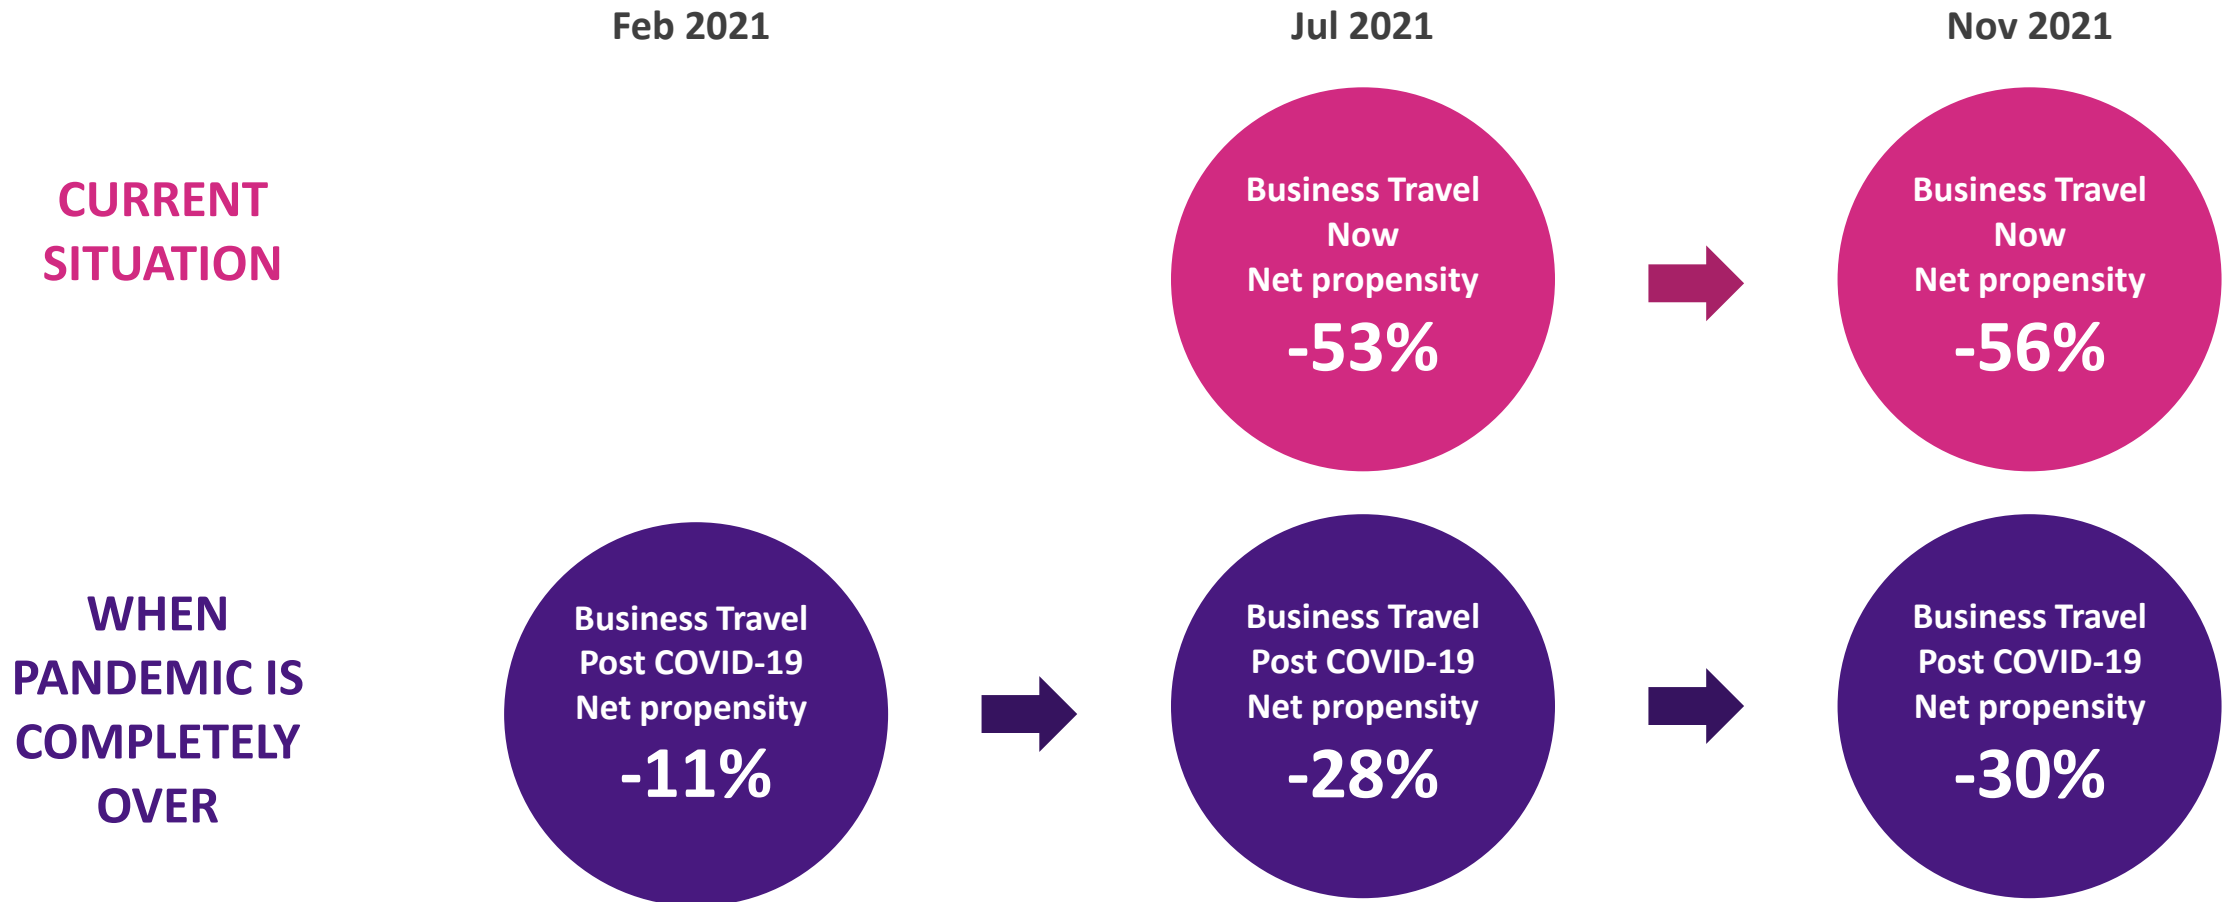 Feb 2021
Jul 2021
Nov 2021
CURRENT
SITUATION
Business Travel
Now
Net propensity
-53%
Business Travel
Now
Net propensity
-56%
WHEN
PANDEMIC IS
COMPLETELY
OVER
Business Travel
Post COVID-19
Net propensity
-11%
Business Travel
Post COVID-19
Net propensity
-28%
Business Travel
Post COVID-19
Net propensity
-30%